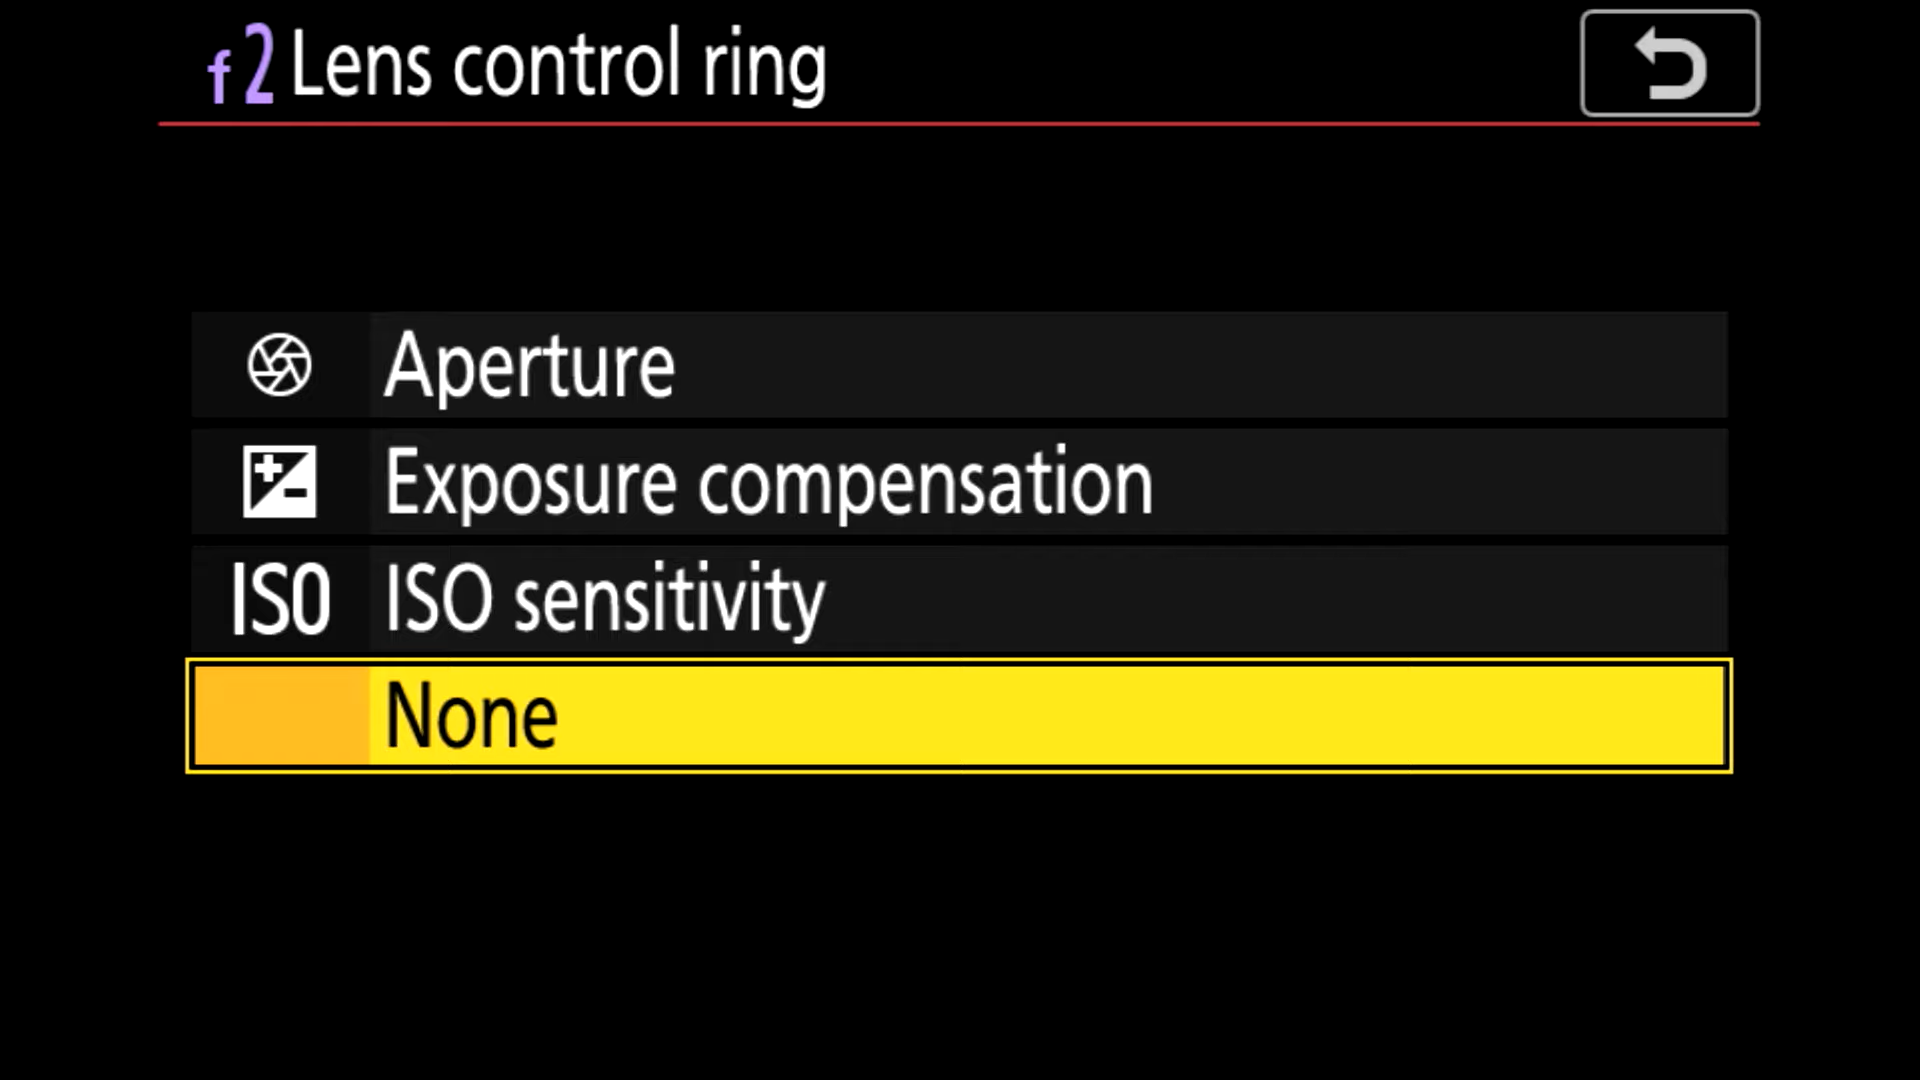 f2 Lens control ring
Aperture
Exposure compensation
ISO ISO sensitivity
None